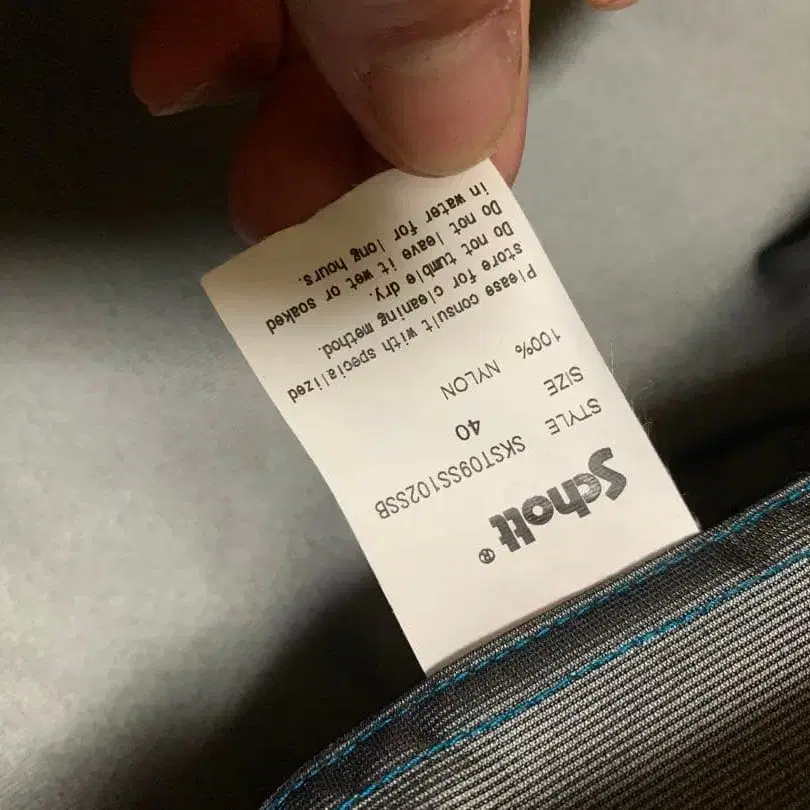 Schott®
STYLE SKST09SS102SSB
SIZE 40
100% NYLON
Please consult with specialized
store for cleaning method.
Do not tumble dry.
Do not leave it wet or soaked
in water for long hours.